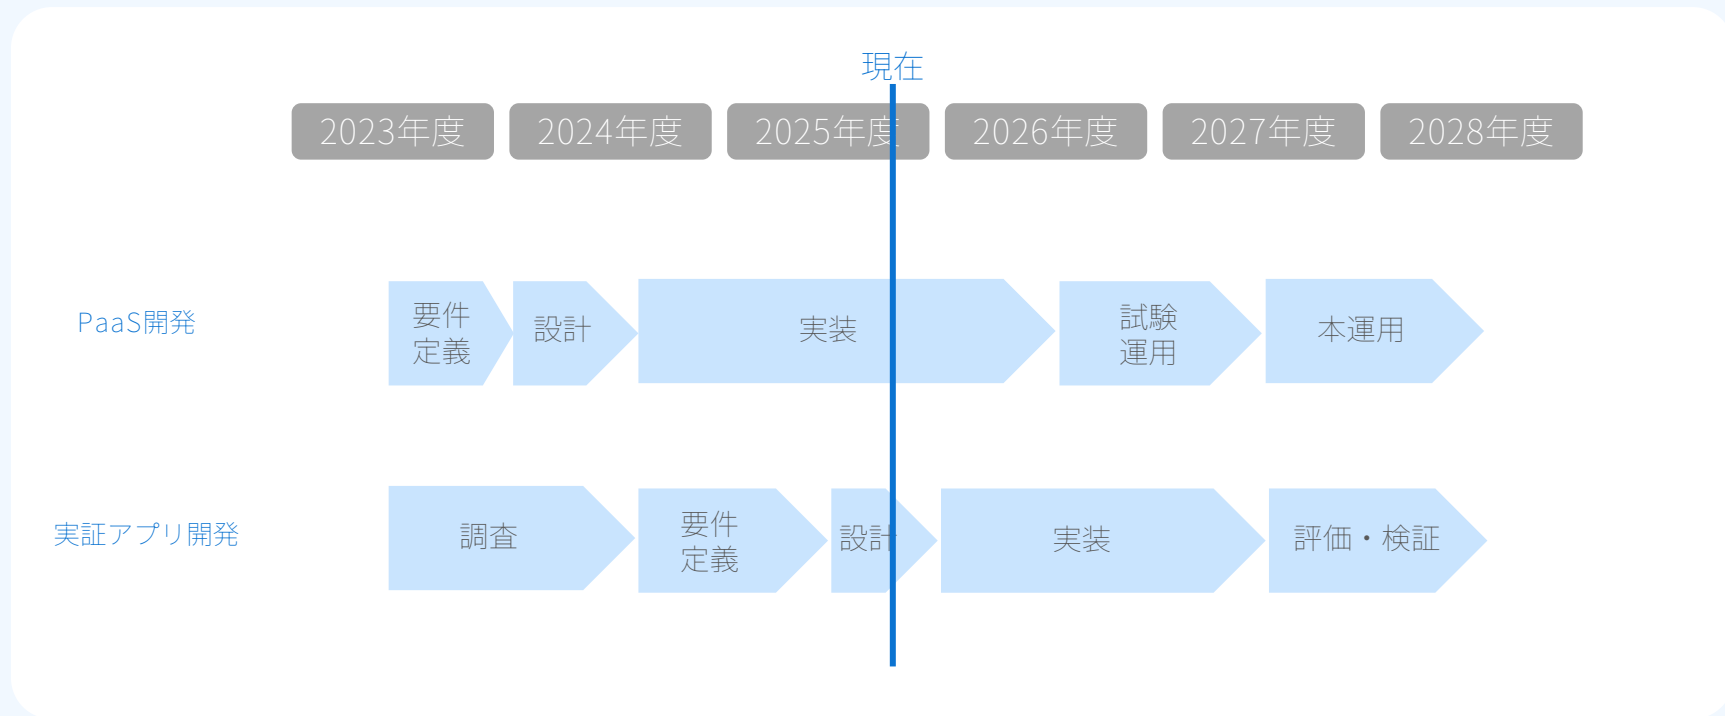 現在
2023年度
2024年度
2025年度
2026年度
2027年度
2028年度
PaaS開発
要件
定義
設計
実装
試験
運用
本運用
実証アプリ開発
調査
要件
定義
設計
実装
評価・検証